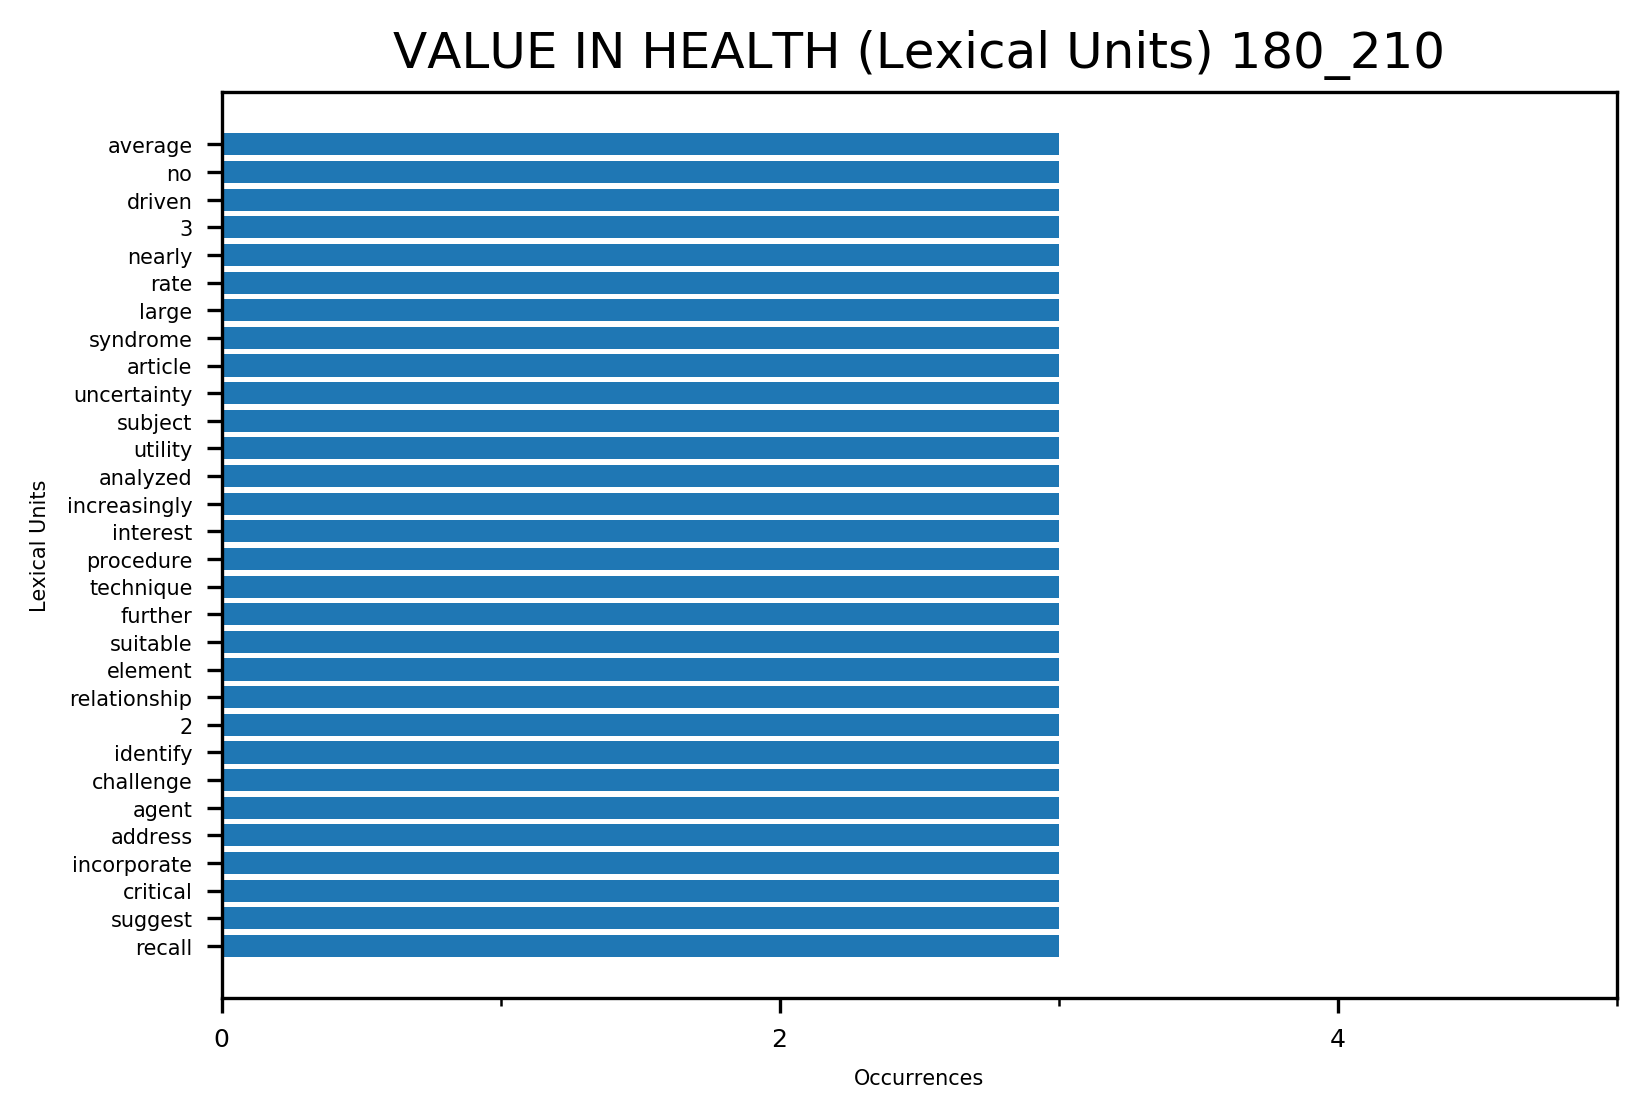 VALUE IN HEALTH (Lexical Units) 180_210
average
no
driven
3
nearly
rate
large
syndrome
article
uncertainty
subject
utility
analyzed
increasingly
interest
procedure
technique
further
suitable
element
relationship
2
identify
challenge
agent
address
incorporate
critical
suggest
recall
Lexical Units
0 2 4
Occurrences